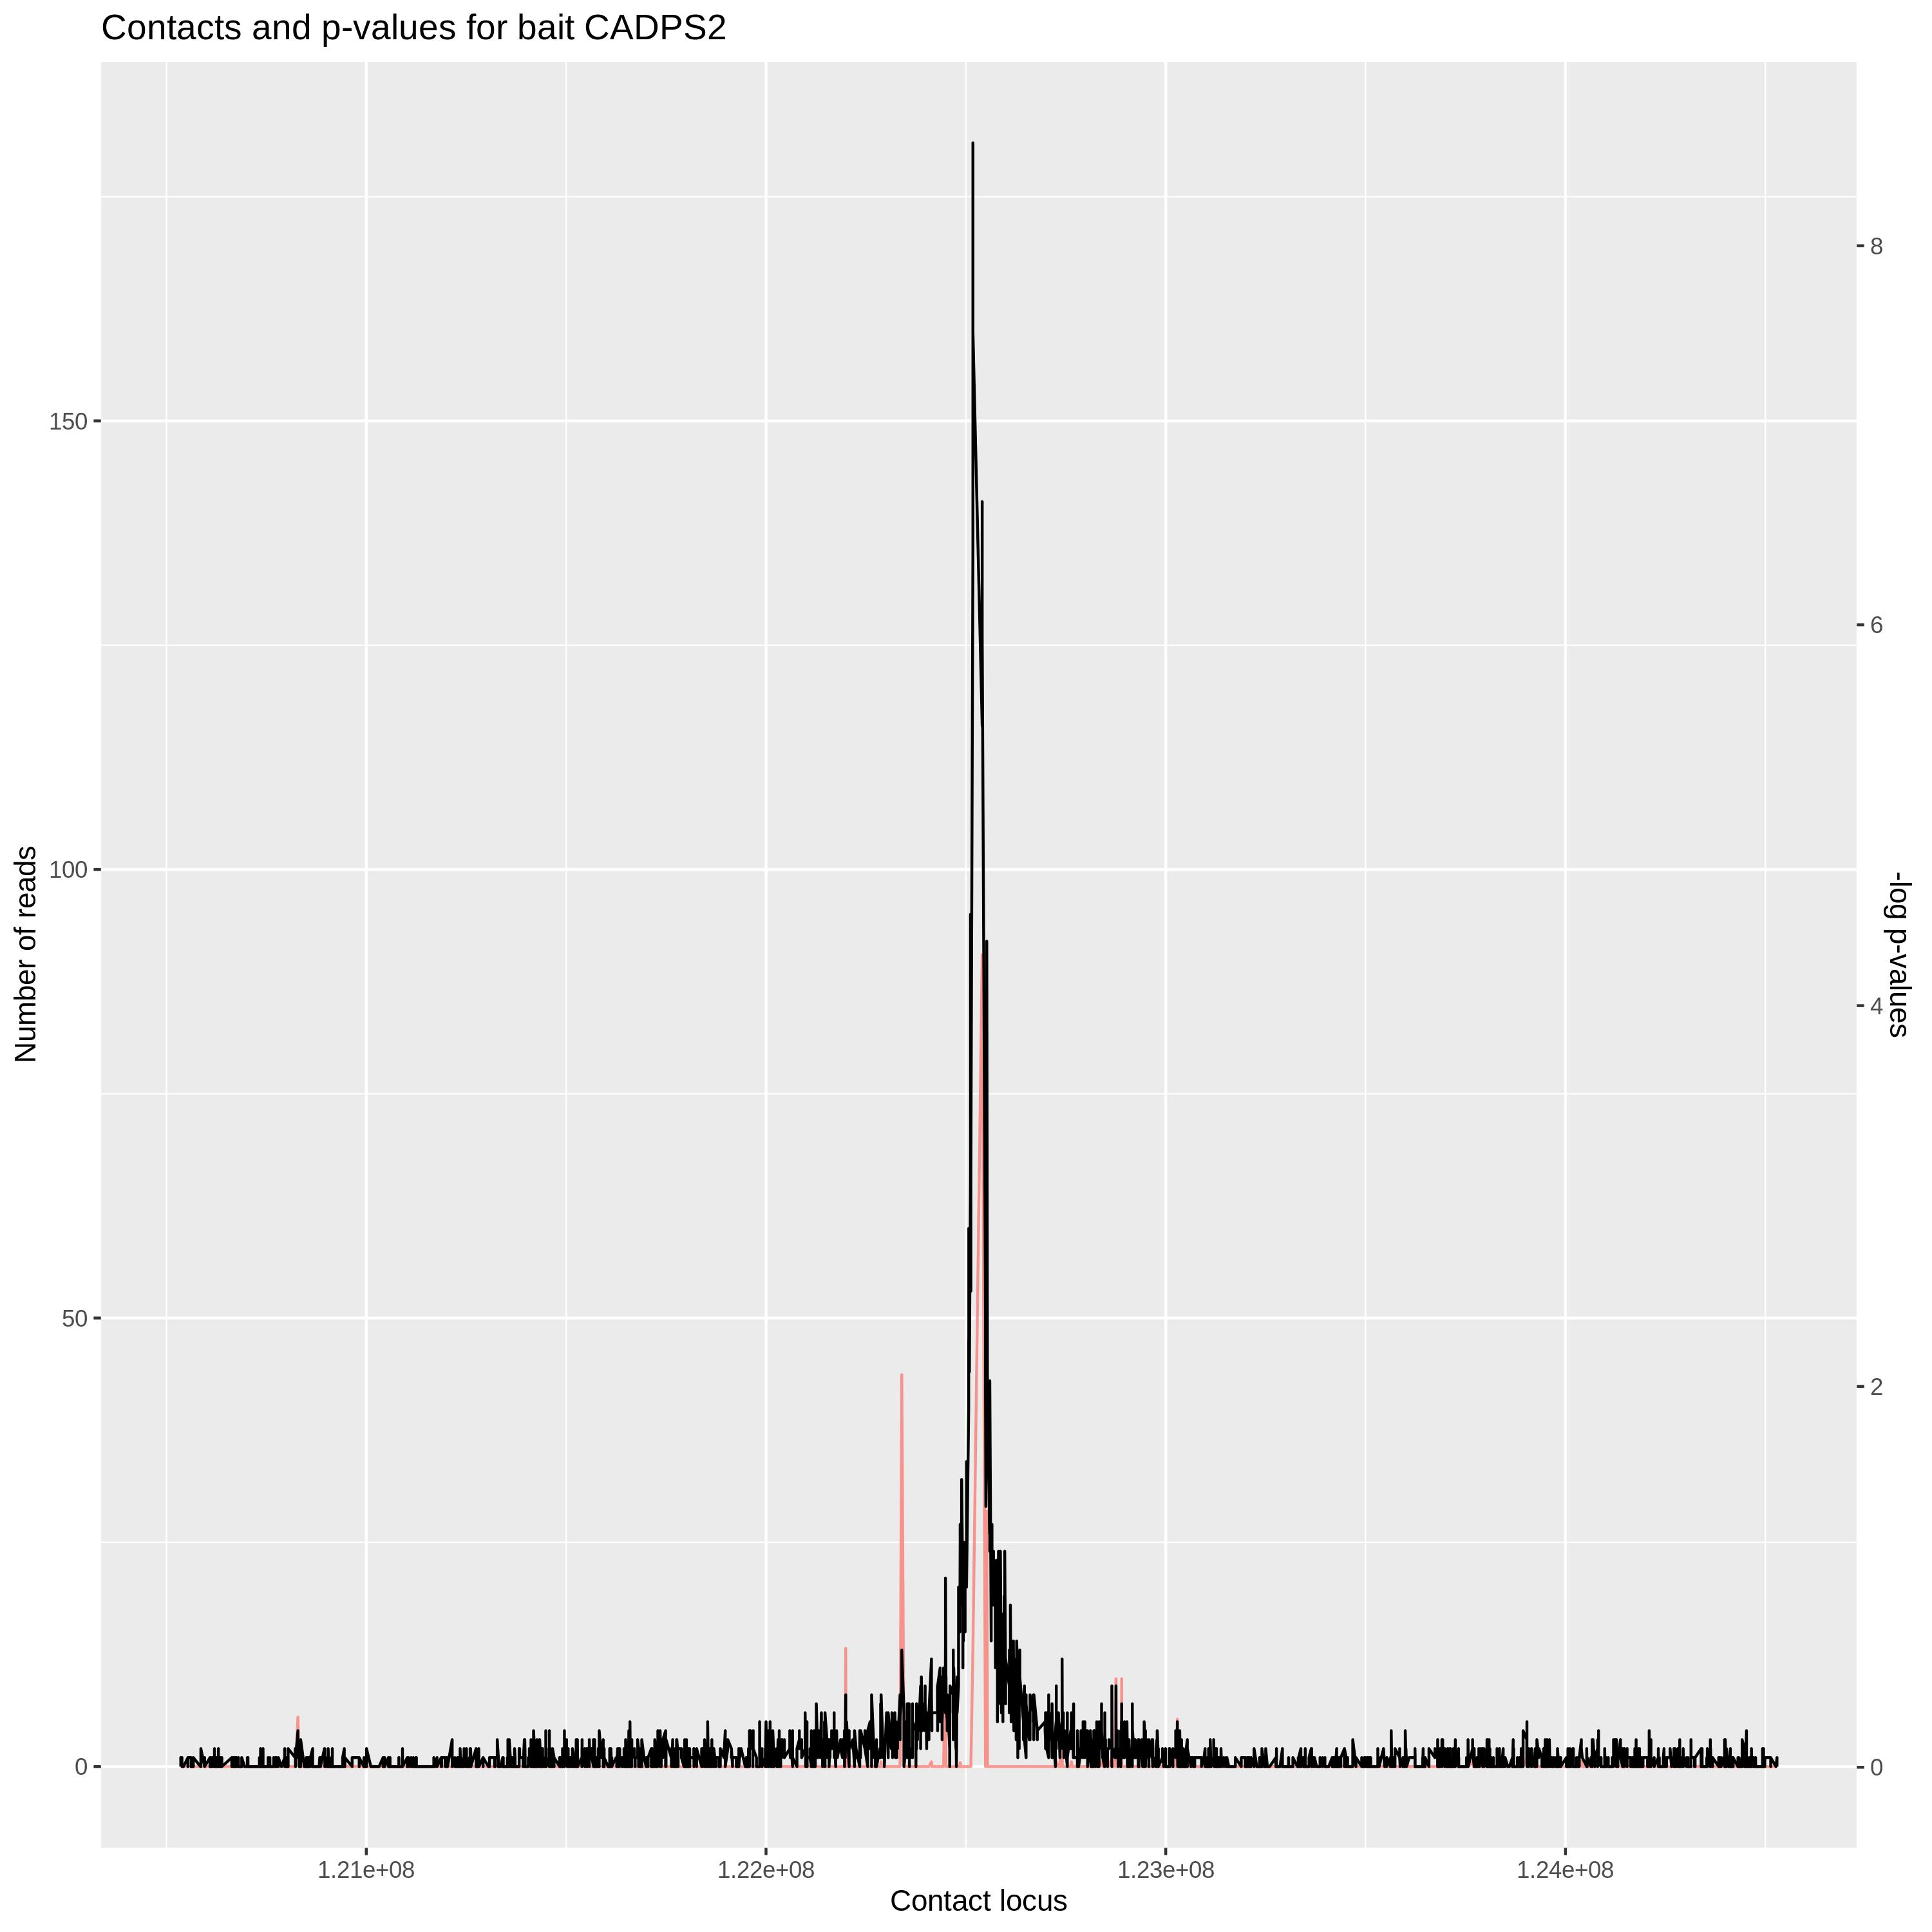 Contacts and p-values for bait CADPS2
Number of reads
150
100
50
0
8
6
4
2
0
-log p-values
1.21e+08
1.22e+08
1.23e+08
1.24e+08
Contact locus